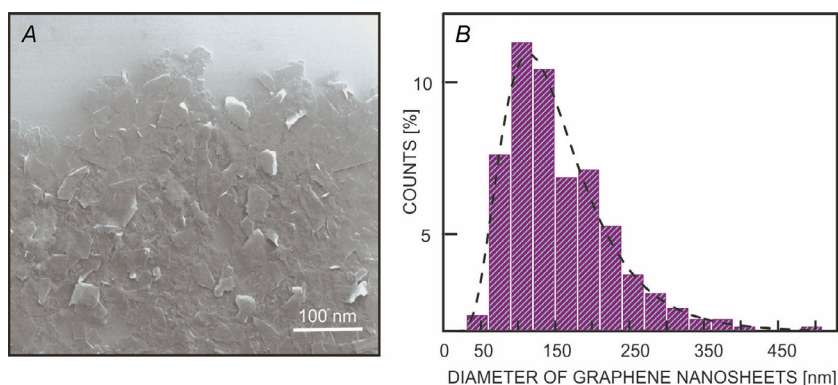 A
100 nm
B
COUNTS [%]
10
5
0 50 150 250 350 450
DIAMETER OF GRAPHENE NANOSHEETS [nm]